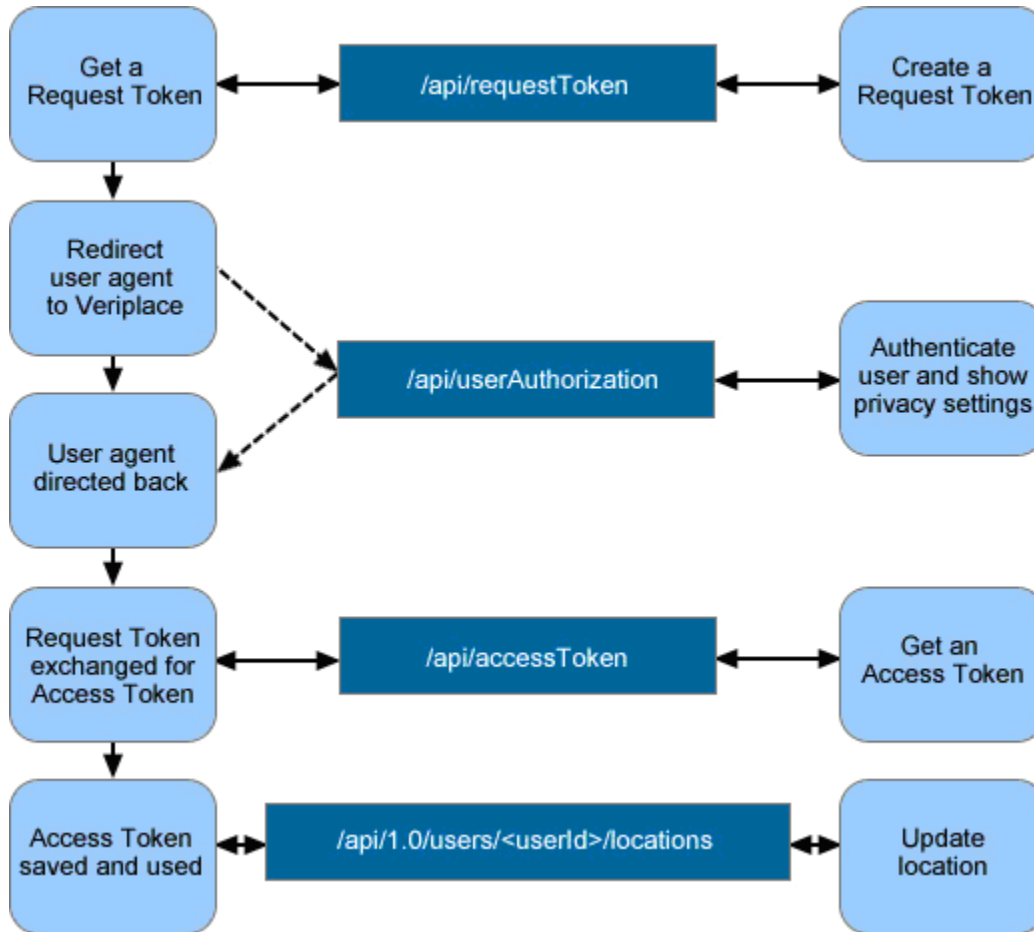 Get a
Request Token
/api/requestToken
Create a
Request Token
Redirect
user agent
to Veriplace
/api/userAuthorization
Authenticate
user and show
privacy settings
User agent
directed back
Request Token
exchanged for
Access Token
/api/accessToken
Get an
Access Token
Access Token
saved and used
/api/1.0/users/<userId>/locations
Update
location